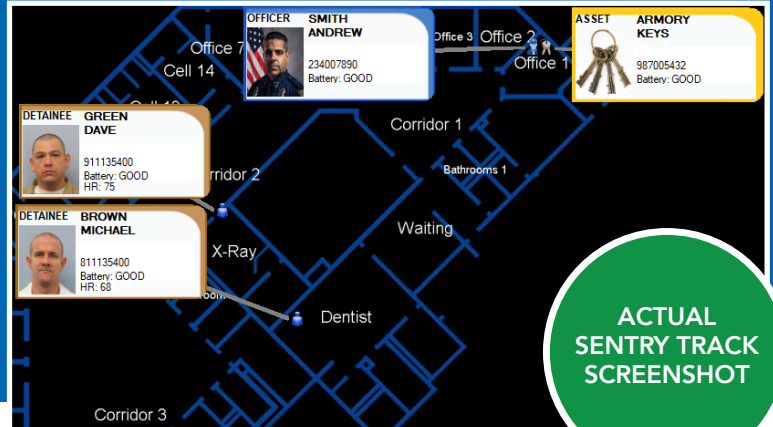 OFFICER SMITH
ANDREW
234007890
Battery: GOOD
ASSET ARMORY
KEYS
987005432
Battery: GOOD
Office 7
Cell 14
Office 3
Office 2
Office 1
DETAINEE GREEN
DAVE
911135400
Battery: GOOD
HR: 75
Corridor 1
Bathrooms 1
rridor 2
DETAINEE BROWN
MICHAEL
811135400
Battery: GOOD
HR: 68
X-Ray
Waiting
Dentist
Corridor 3
ACTUAL
SENTRY TRACK
SCREENSHOT